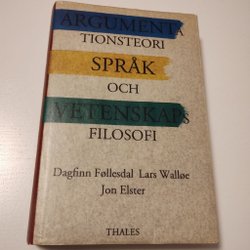 ARGUMENTA
TIONSTEORI
SPRÅK
OCH
VETENSKAPS
FILOSOFI
Dagfinn Føllesdal Lars Walløe
Jon Elster
THALES